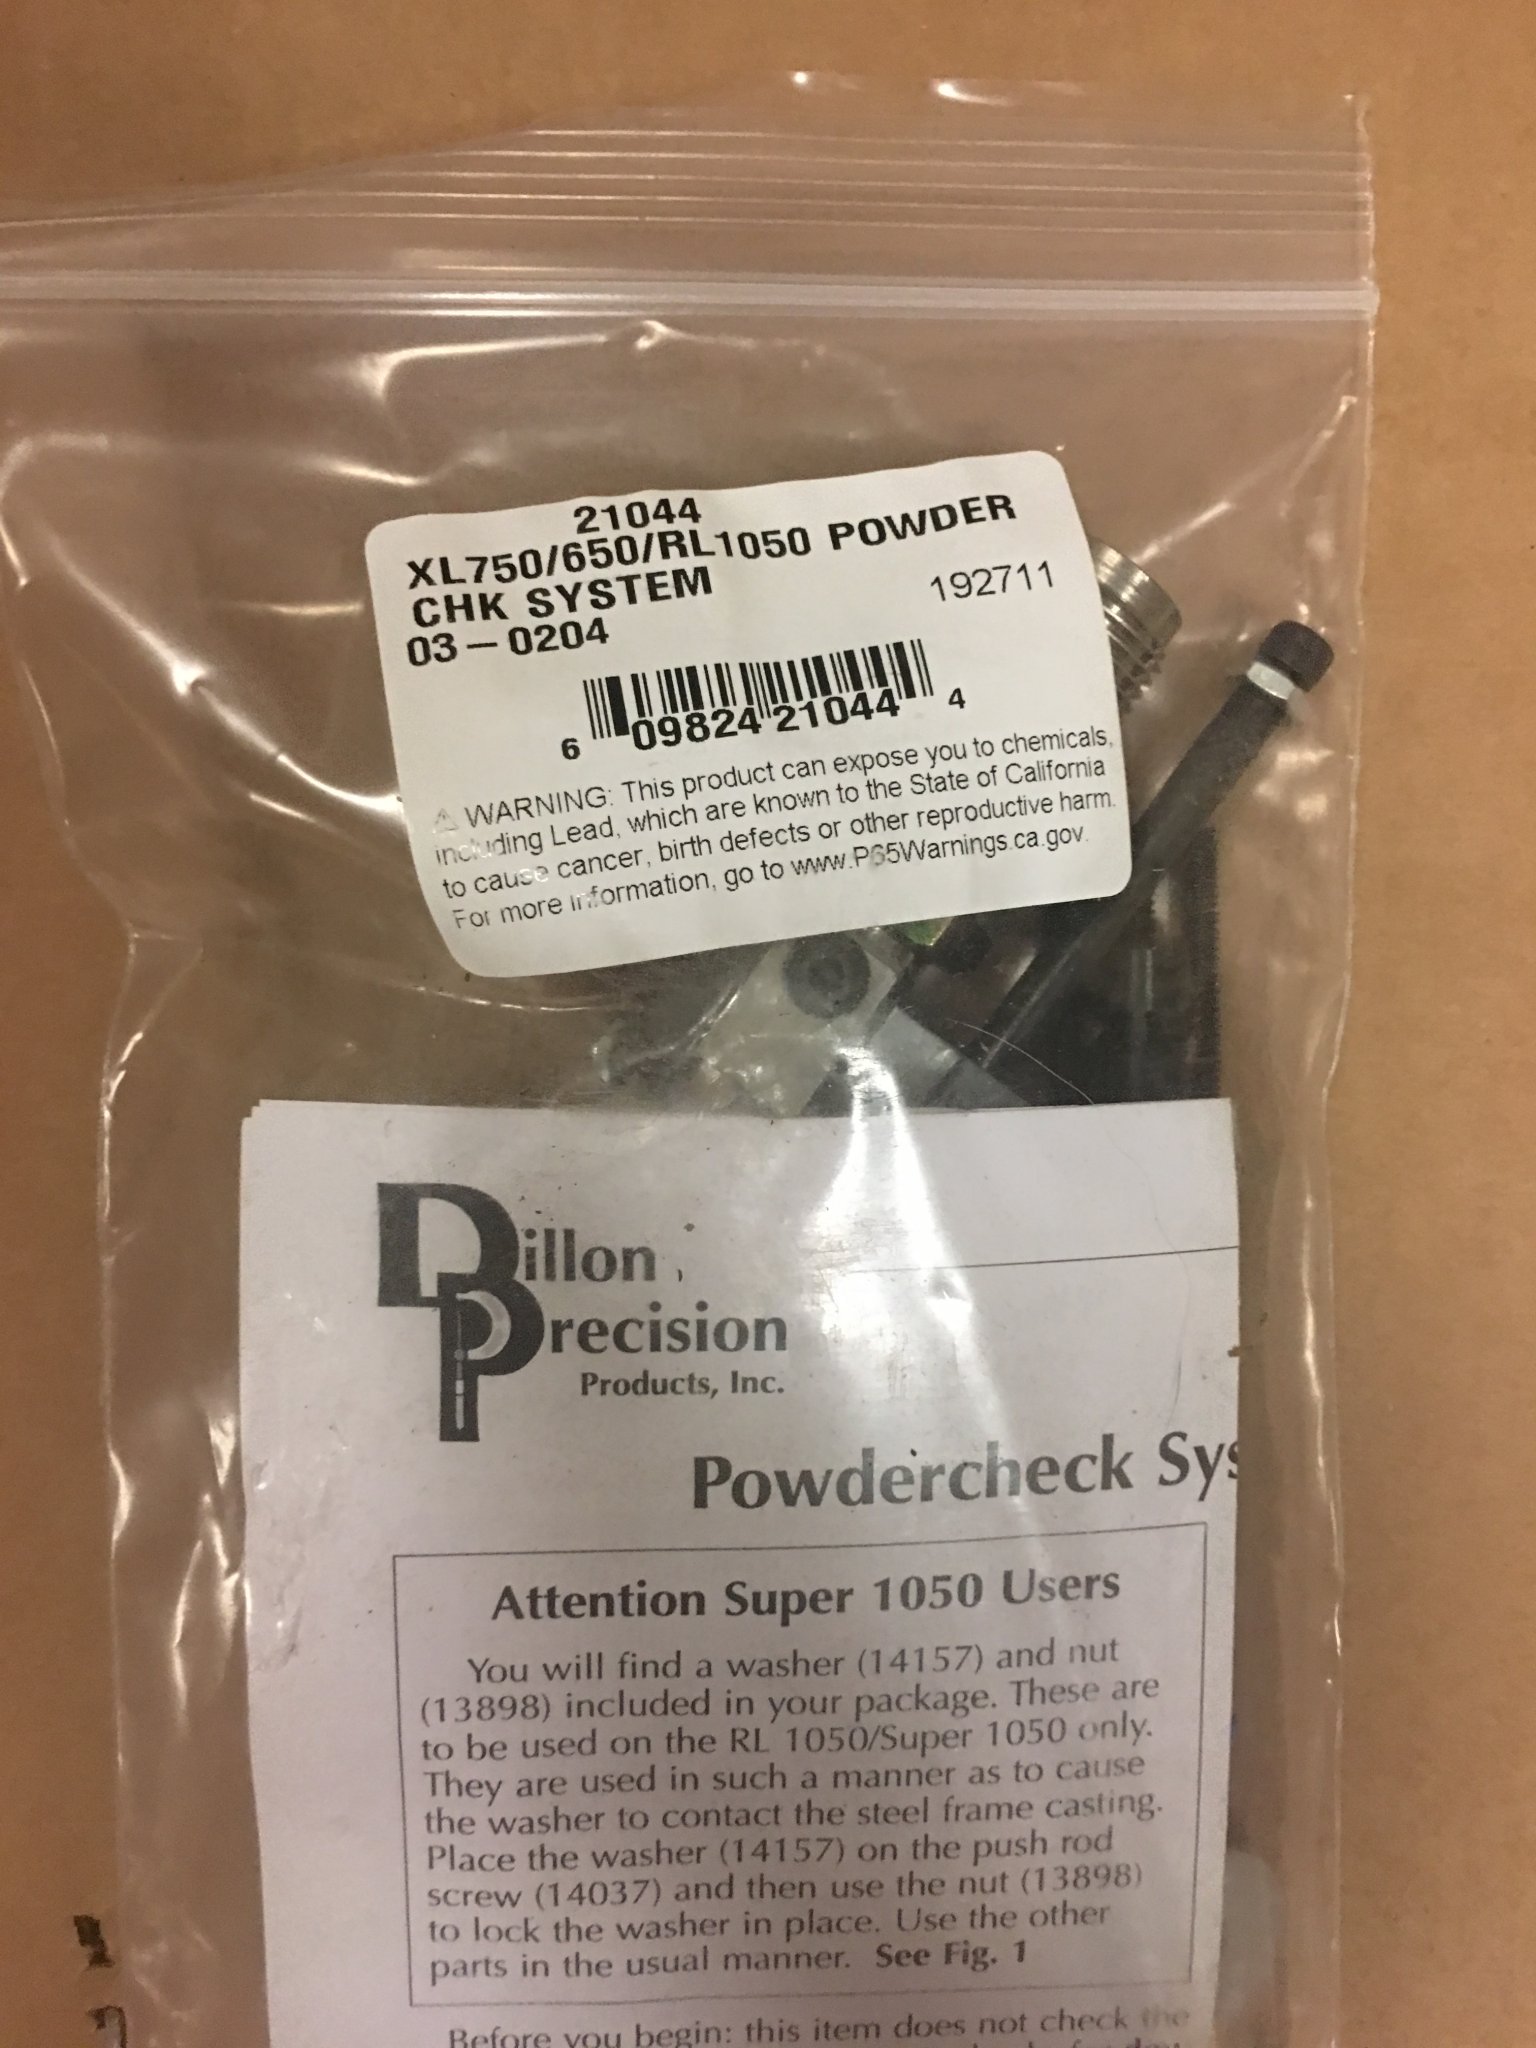 21044
XL750/650/RL1050 POWDER
CHK SYSTEM
192711
03-0204
6 09824 21044 4
⚠ WARNING: This product can expose you to chemicals,
including Lead, which are known to the State of California
to cause cancer, birth defects or other reproductive harm.
For more information, go to www.P65Warnings.ca.gov.
Dillon
Precision
Products, Inc.
Powdercheck Sys
Attention Super 1050 Users
You will find a washer (14157) and nut
(13898) included in your package. These are
to be used on the RL 1050/Super 1050 only.
They are used in such a manner as to cause
the washer to contact the steel frame casting.
Place the washer (14157) on the push rod
screw (14037) and then use the nut (13898)
to lock the washer in place. Use the other
parts in the usual manner. See Fig. 1
Before you begin: this item does not check the